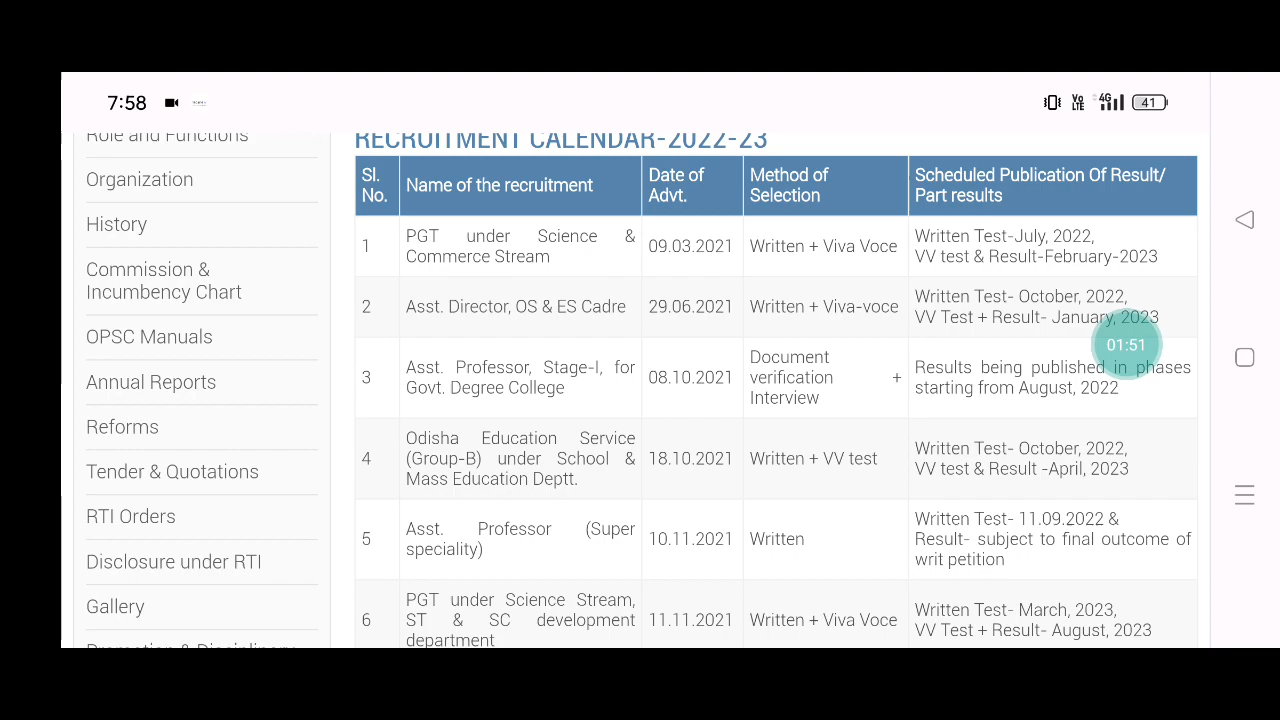 7:58
Vo LTE 4G 41
Role and Functions
Organization
History
Commission &
Incumbency Chart
OPSC Manuals
Annual Reports
Reforms
Tender & Quotations
RTI Orders
Disclosure under RTI
Gallery
RECRUITMENT CALENDAR-2022-23
Sl. No. Name of the recruitment Date of Advt. Method of Selection Scheduled Publication Of Result/ Part results
1 PGT under Science & Commerce Stream 09.03.2021 Written + Viva Voce Written Test-July, 2022, VV test & Result-February-2023
2 Asst. Director, OS & ES Cadre 29.06.2021 Written + Viva-voce Written Test- October, 2022, VV Test + Result- January, 2023
01:51
3 Asst. Professor, Stage-I, for Govt. Degree College 08.10.2021 Document verification + Interview Results being published in phases starting from August, 2022
4 Odisha Education Service (Group-B) under School & Mass Education Deptt. 18.10.2021 Written + VV test Written Test- October, 2022, VV test & Result -April, 2023
5 Asst. Professor (Super speciality) 10.11.2021 Written Written Test- 11.09.2022 & Result- subject to final outcome of writ petition
6 PGT under Science Stream, ST & SC development department 11.11.2021 Written + Viva Voce Written Test- March, 2023, VV Test + Result- August, 2023